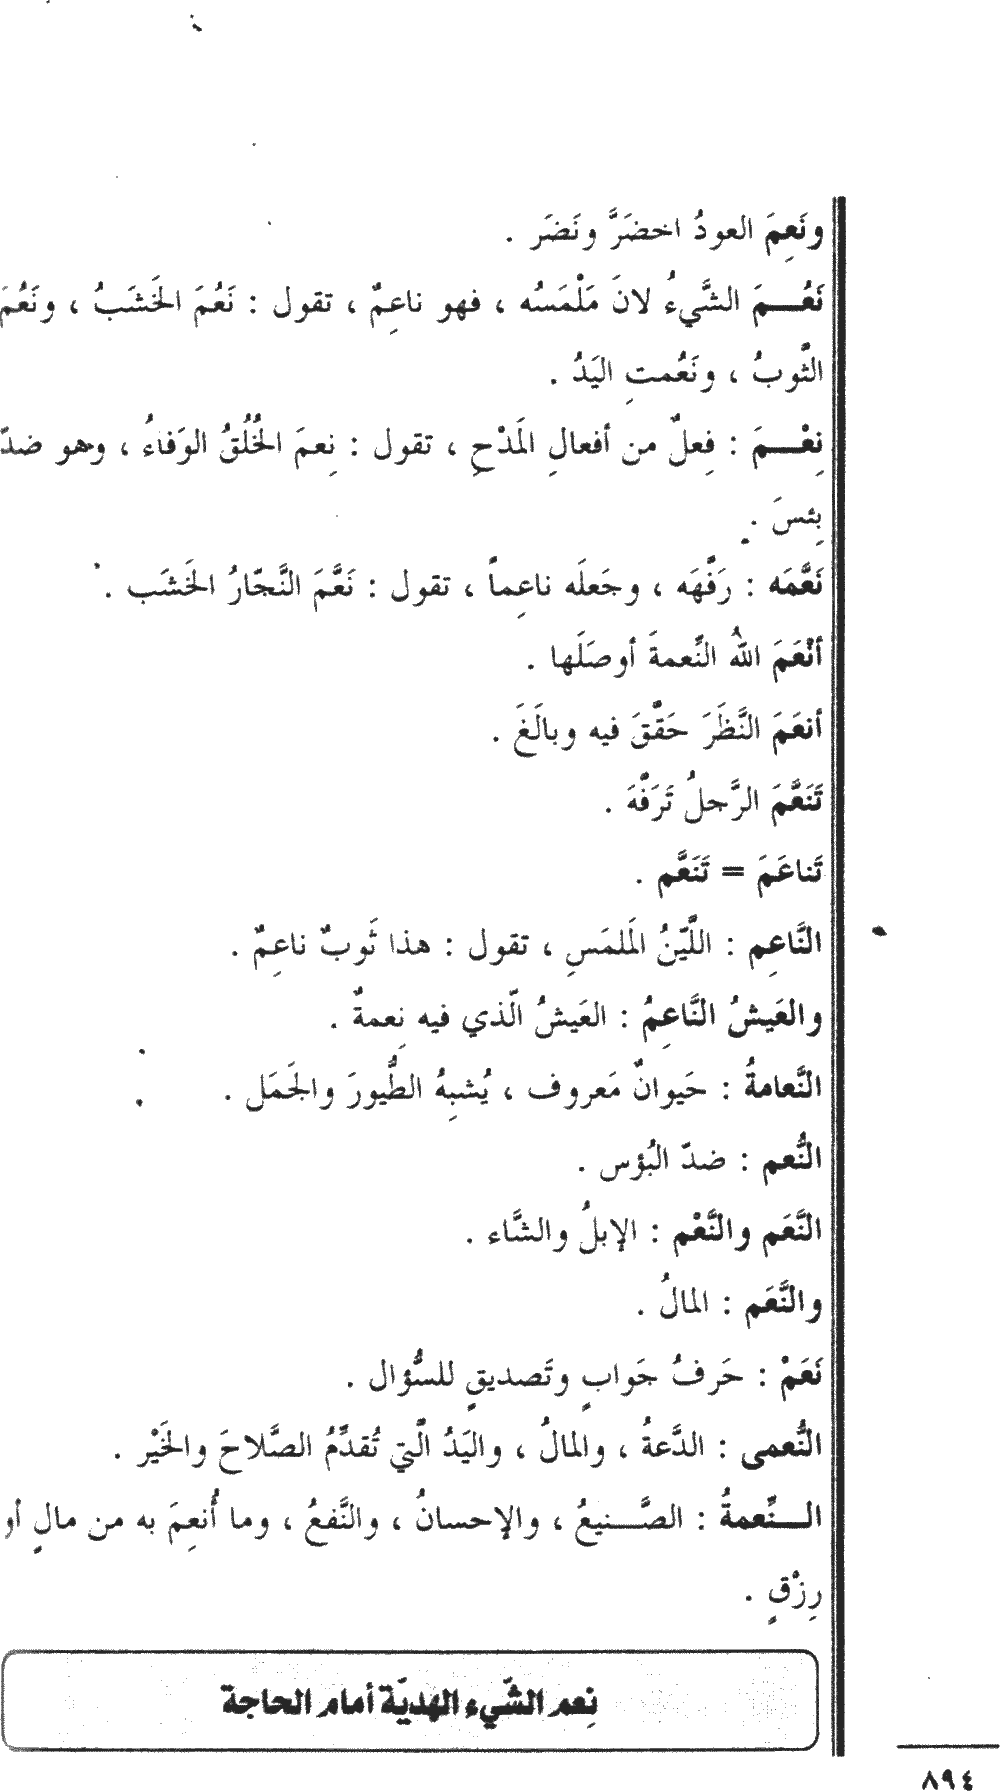 ونَعِمَ العودُ اخضَرَّ ونَضَر .
نَعُـــمَ الشَّيءُ لانَ مَلْمَسُه ، فهو ناعِمٌ ، تقول : نَعُمَ الخَشَبُ ، ونَعُمَ
الثَّوبُ ، ونَعُمتِ اليَدُ .
نِعْـــمَ : فِعلٌ من أفعالِ المَدْحِ ، تقول : نِعمَ الخُلُقُ الوَفاءُ ، وهو ضدّ
بِئسَ .
نَعَّمَه : رَفَّهَه ، وجَعلَه ناعِماً ، تقول : نَعَّمَ النَّجّارُ الخَشَب .
أنْعَمَ اللهُ النِّعمةَ أوصَلَها .
أنعَمَ النَّظَرَ حَقَّقَ فيه وبالَغَ .
تَنَعَّمَ الرَّجلُ تَرَفَّهَ .
تَناعَمَ = تَنَعَّم .
النَّاعِم : اللَّيّنُ المَلمَسِ ، تقول : هذا ثَوبٌ ناعِمٌ .
والعَيشُ النَّاعِمُ : العَيشُ الّذي فيه نِعمةٌ .
النَّعامةُ : حَيوانٌ مَعروف ، يُشبِهُ الطُّيورَ والجَمَل .
النُّعم : ضدّ البُؤس .
النَّعَم والنَّعْم : الإبلُ والشَّاء .
والنَّعَم : المالُ .
نَعَمْ : حَرفُ جَوابٍ وتَصديقٍ للسُّؤال .
النُّعمى : الدَّعةُ ، والمالُ ، واليَدُ الَّتي تُقدِّمُ الصَّلاحَ والخَيْر .
الـــنِّعمةُ : الصَّـــنيعُ ، والإحسانُ ، والنَّفعُ ، وما أُنعِمَ به من مالٍ أو
رِزْقٍ .
نِعم الشّيء الهديّة أمام الحاجة
٨٩٤